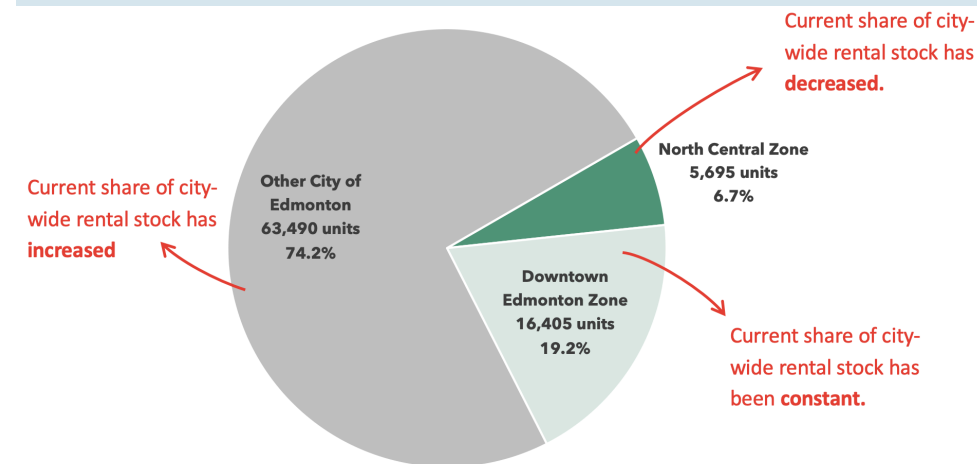 Current share of city-
wide rental stock has
decreased.
North Central Zone
5,695 units
6.7%
Other City of
Edmonton
63,490 units
74.2%
Current share of city-
wide rental stock has
increased
Downtown
Edmonton Zone
16,405 units
19.2%
Current share of city-
wide rental stock has
been constant.